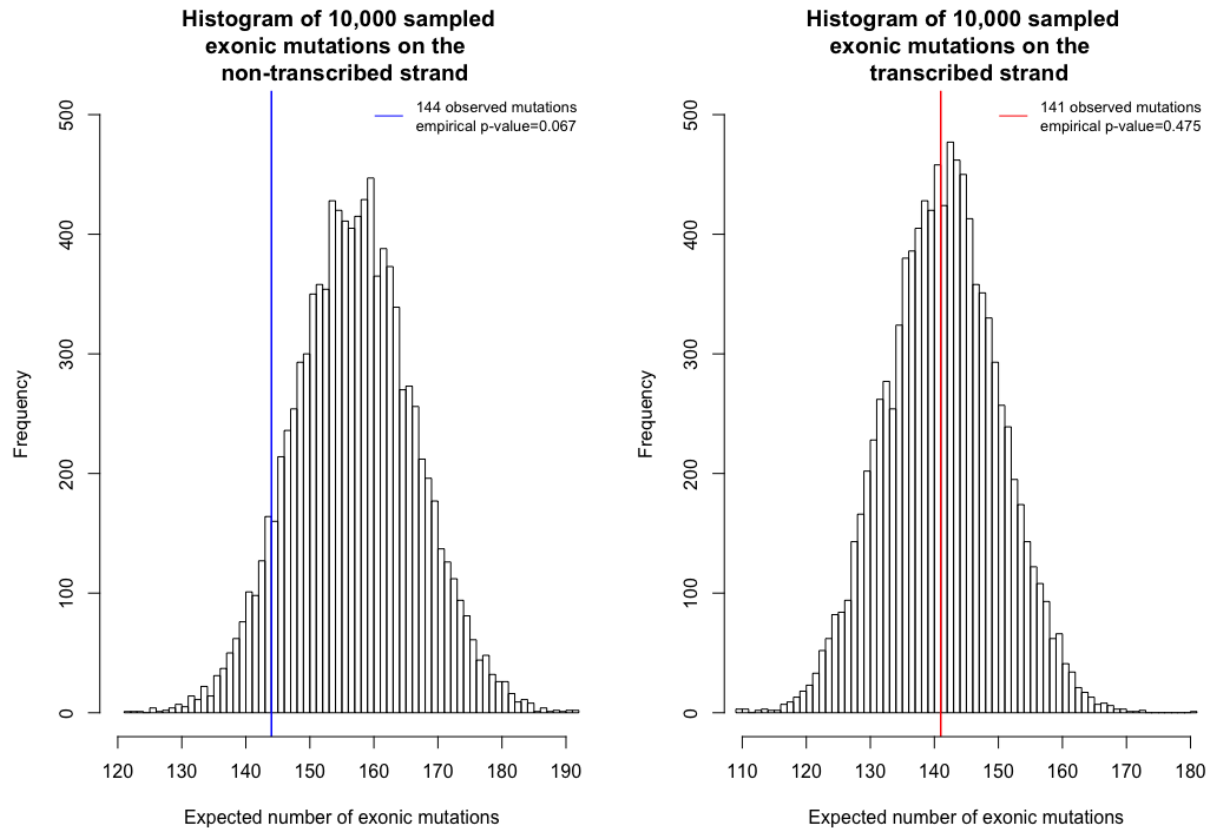 Histogram of 10,000 sampled
exonic mutations on the
non-transcribed strand
144 observed mutations
empirical p-value=0.067
500
400
300
200
100
0
Frequency
120 130 140 150 160 170 180 190
Expected number of exonic mutations
Histogram of 10,000 sampled
exonic mutations on the
transcribed strand
141 observed mutations
empirical p-value=0.475
500
400
300
200
100
0
Frequency
110 120 130 140 150 160 170 180
Expected number of exonic mutations